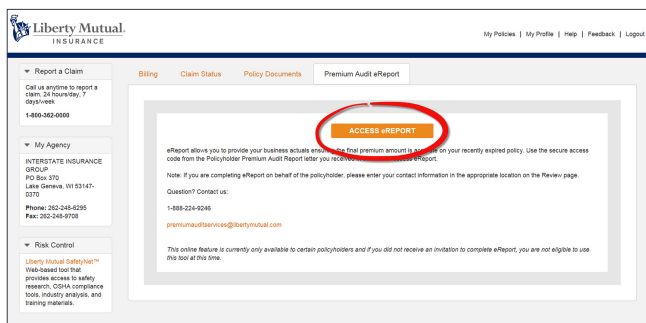 Liberty Mutual.
INSURANCE
My Policies | My Profile | Help | Feedback | Logout
Report a Claim
Call us anytime to report a
claim, 24 hours/day, 7
days/week
1-800-362-0000
My Agency
INTERSTATE INSURANCE
GROUP
PO Box 370
Lake Geneva, WI 53147-
0370
Phone: 262-248-6295
Fax: 262-248-9708
Risk Control
Liberty Mutual SafetyNet™
Web-based tool that
provides access to safety
research, OSHA compliance
tools, industry analysis, and
training materials.
Billing
Claim Status
Policy Documents
Premium Audit eReport
ACCESS eREPORT
eReport allows you to provide your business actuals ensuring the final premium amount is accurate on your recently expired policy. Use the secure access
code from the Policyholder Premium Audit Report letter you received eReport.
Note: If you are completing eReport on behalf of the policyholder, please enter your contact information in the appropriate location on the Review page.
Question? Contact us:
1-888-224-9246
premiumauditservices@libertymutual.com
This online feature is currently only available to certain policyholders and if you did not receive an invitation to complete eReport, you are not eligible to use
this tool at this time.